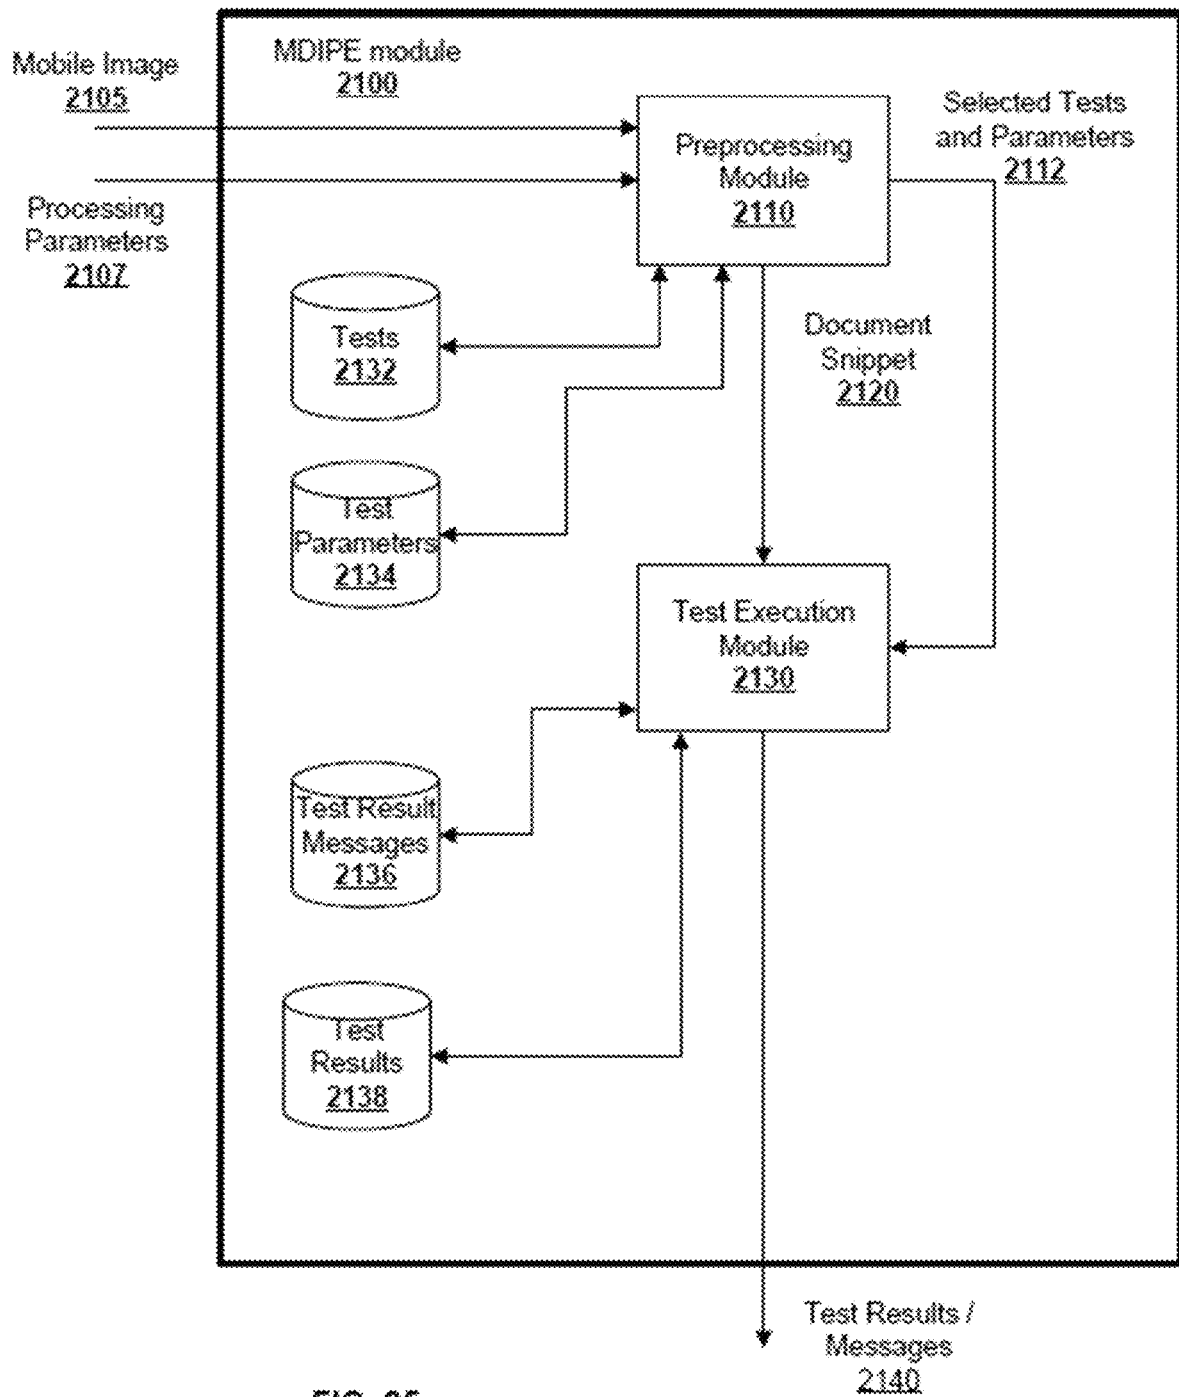 Mobile Image
2105
MDIPE module
2100
Processing
Parameters
2107
Preprocessing
Module
2110
Selected Tests
and Parameters
2112
Tests
2132
Document
Snippet
2120
Test
Parameters
2134
Test Execution
Module
2130
Test Result
Messages
2136
Test
Results
2138
Test Results /
Messages
2140